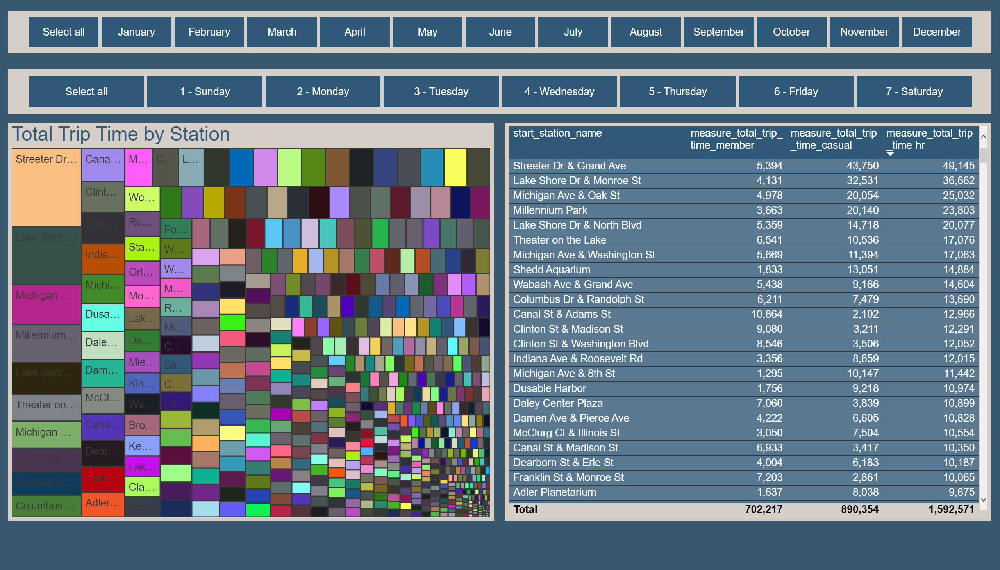 Select all January February March April May June July August September October November December
Select all 1 - Sunday 2 - Monday 3 - Tuesday 4 - Wednesday 5 - Thursday 6 - Friday 7 - Saturday
Total Trip Time by Station
Streeter Dr…
Lake Shor…
Michigan …
Millennium…
Lake Shor…
Theater on…
Michigan …
Shedd Aq…
Wabash A…
Columbus …
Cana…
Clint…
Clint…
India…
Michi…
Dusa…
Dale…
Dam…
McCl…
Cana…
Dear…
Fran…
Adler…
M…
We…
Ru…
Sta…
Orl…
Mo…
Lak…
De…
Mie…
Kin…
Wa…
Bro…
Ke…
Lak…
Cla…
Sta…
C…
L…
Fo…
W…
W…
M…
R…
Mi…
C…
Sh…
C…
La…
start_station_name measure_total_trip_ measure_total_trip measure_total_trip
time_member _time_casual _time-hr
Streeter Dr & Grand Ave 5,394 43,750 49,145
Lake Shore Dr & Monroe St 4,131 32,531 36,662
Michigan Ave & Oak St 4,978 20,054 25,032
Millennium Park 3,663 20,140 23,803
Lake Shore Dr & North Blvd 5,359 14,718 20,077
Theater on the Lake 6,541 10,536 17,076
Michigan Ave & Washington St 5,669 11,394 17,063
Shedd Aquarium 1,833 13,051 14,884
Wabash Ave & Grand Ave 5,438 9,166 14,604
Columbus Dr & Randolph St 6,211 7,479 13,690
Canal St & Adams St 10,864 2,102 12,966
Clinton St & Madison St 9,080 3,211 12,291
Clinton St & Washington Blvd 8,546 3,506 12,052
Indiana Ave & Roosevelt Rd 3,356 8,659 12,015
Michigan Ave & 8th St 1,295 10,147 11,442
Dusable Harbor 1,756 9,218 10,974
Daley Center Plaza 7,060 3,839 10,899
Damen Ave & Pierce Ave 4,222 6,605 10,828
McClurg Ct & Illinois St 3,050 7,504 10,554
Canal St & Madison St 6,933 3,417 10,350
Dearborn St & Erie St 4,004 6,183 10,187
Franklin St & Monroe St 7,203 2,861 10,065
Adler Planetarium 1,637 8,038 9,675
Total 702,217 890,354 1,592,571